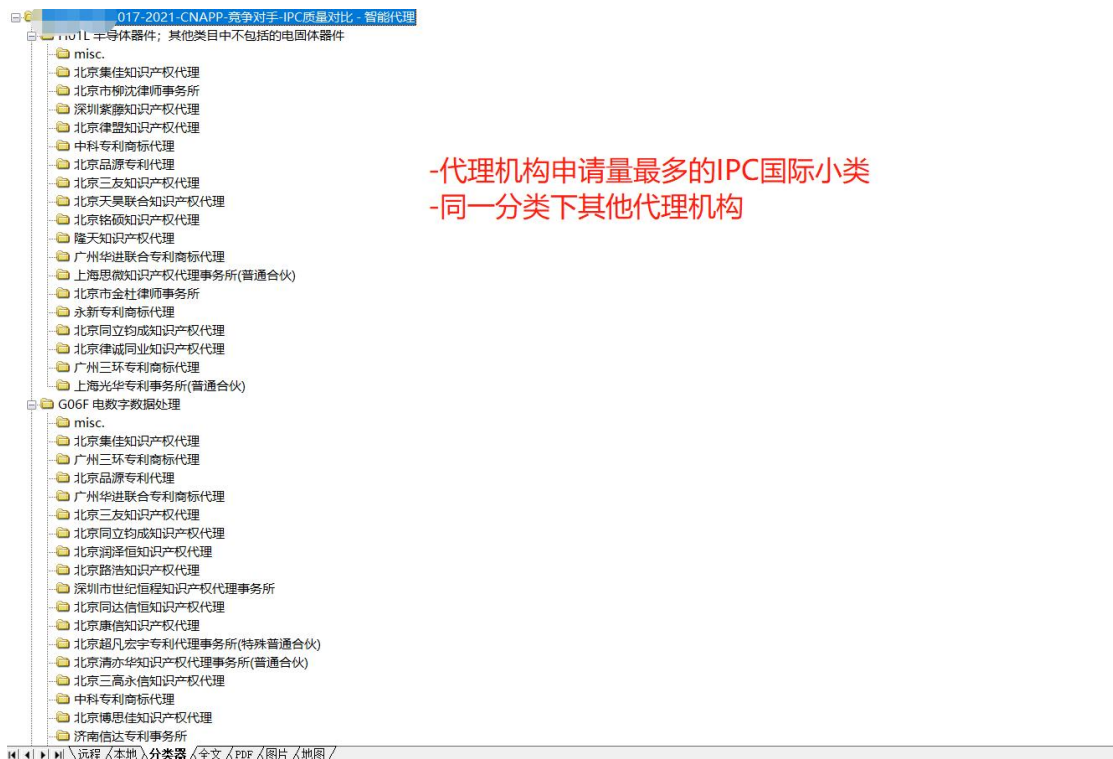 017-2021-CNAPP-竞争对手-IPC质量对比 - 智能代理
H01L 半导体器件；其他类目中不包括的电固体器件
misc.
北京集佳知识产权代理
北京市柳沈律师事务所
深圳紫藤知识产权代理
北京律盟知识产权代理
中科专利商标代理
北京品源专利代理
北京三友知识产权代理
北京天昊联合知识产权代理
北京铭硕知识产权代理
隆天知识产权代理
广州华进联合专利商标代理
上海思微知识产权代理事务所(普通合伙)
北京市金杜律师事务所
永新专利商标代理
北京同立钧成知识产权代理
北京律诚同业知识产权代理
广州三环专利商标代理
上海光华专利事务所(普通合伙)
-代理机构申请量最多的IPC国际小类
-同一分类下其他代理机构
G06F 电数字数据处理
misc.
北京集佳知识产权代理
广州三环专利商标代理
北京品源专利代理
广州华进联合专利商标代理
北京三友知识产权代理
北京同立钧成知识产权代理
北京润泽恒知识产权代理
北京路浩知识产权代理
深圳市世纪恒程知识产权代理事务所
北京同达信恒知识产权代理
北京康信知识产权代理
北京超凡宏宇专利代理事务所(特殊普通合伙)
北京清亦华知识产权代理事务所(普通合伙)
北京三高永信知识产权代理
中科专利商标代理
北京博思佳知识产权代理
济南信达专利事务所
远程 本地 分类器 全文 PDF 图片 地图